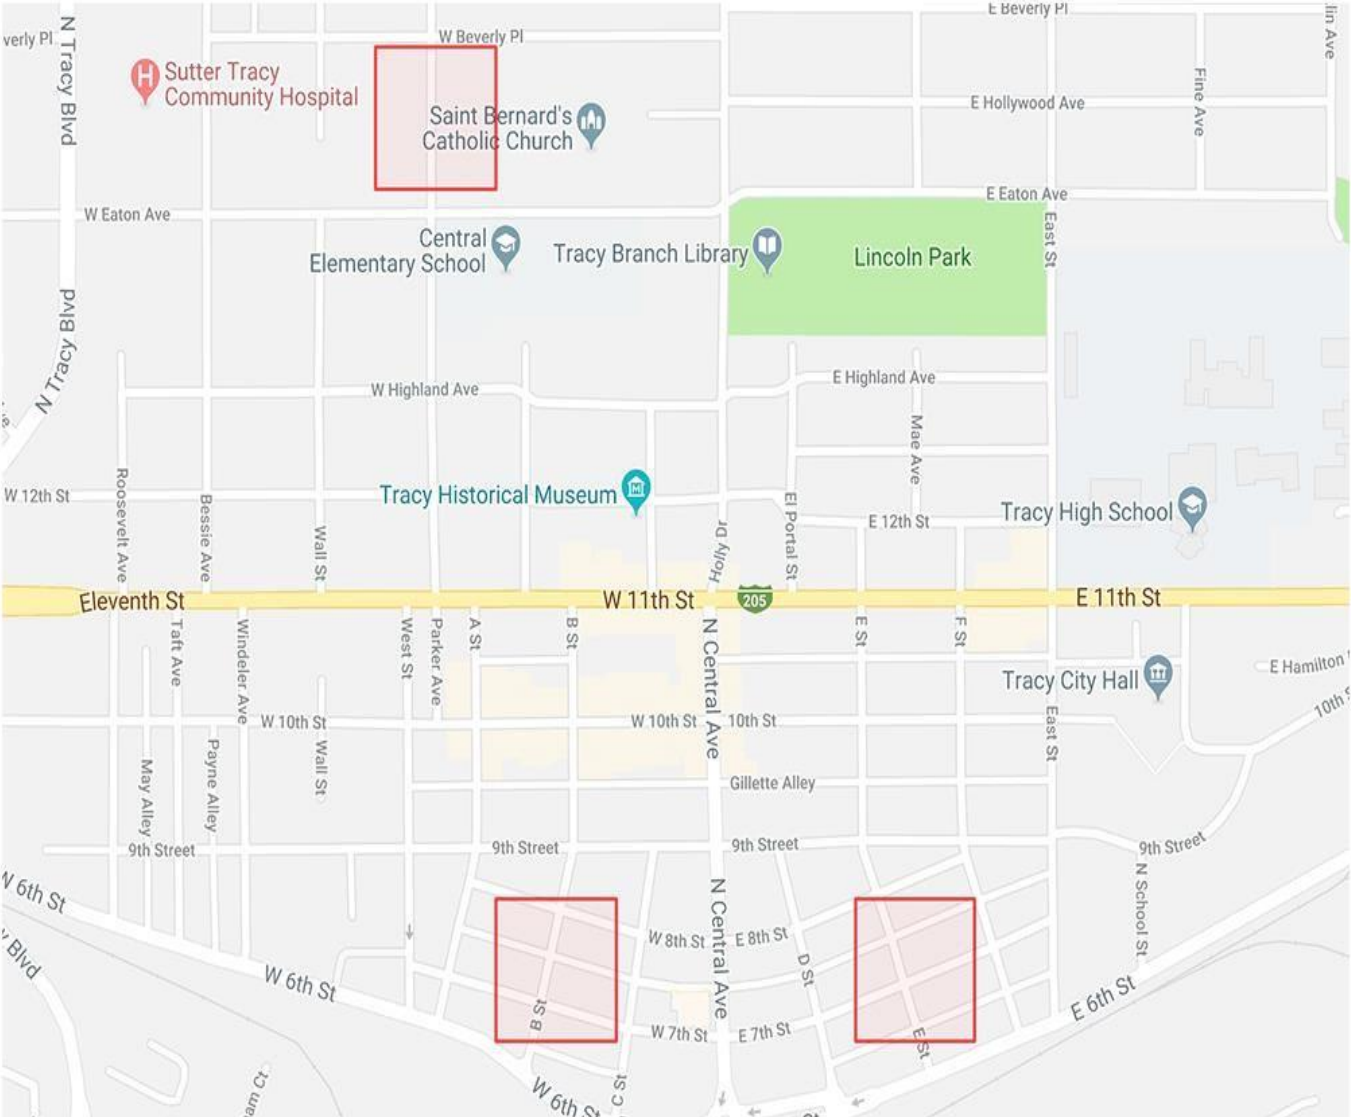 E Beverly Pl
lin Ave
verly Pl
N Tracy Blvd
W Beverly Pl
H
Sutter Tracy
Community Hospital
Fine Ave
E Hollywood Ave
Saint Bernard's
Catholic Church
E Eaton Ave
W Eaton Ave
East St
Central
Elementary School
Tracy Branch Library
Lincoln Park
N Tracy Blvd
W Highland Ave
E Highland Ave
Mae Ave
Roosevelt Ave
W 12th St
Bessie Ave
Tracy Historical Museum
El Portal St
Tracy High School
Wall St
Holly Dr
E 12th St
Eleventh St
W 11th St
205
E 11th St
Taft Ave
Windeler Ave
West St
Parker Ave
A St
B St
N Central Ave
E St
F St
E Hamilton
Tracy City Hall
10th S
W 10th St
W 10th St
10th St
East St
Wall St
May Alley
Payne Alley
Gillette Alley
9th Street
9th Street
9th Street
9th Street
N 6th St
N Central Ave
N School St
y Blvd
W 8th St
E 8th St
D St
W 6th St
E 6th St
B St
W 7th St
E 7th St
E St
am Ct
C St
W 6th St